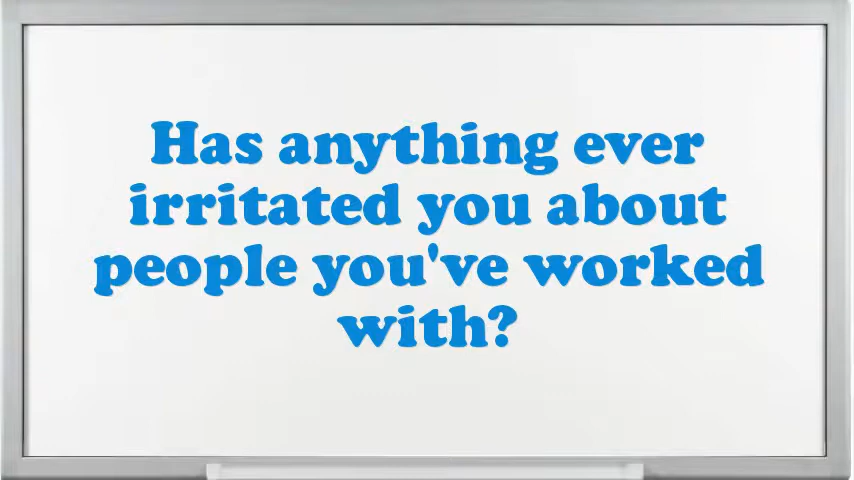 Has anything ever
irritated you about
people you've worked
with?